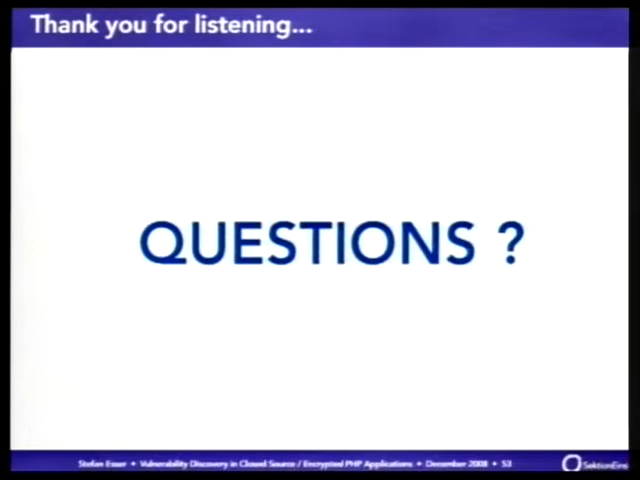 Thank you for listening...
QUESTIONS ?
Stefan Esser • Vulnerability Discovery in Closed Source / Encrypted PHP Applications • December 2008 • 53
SektionEins